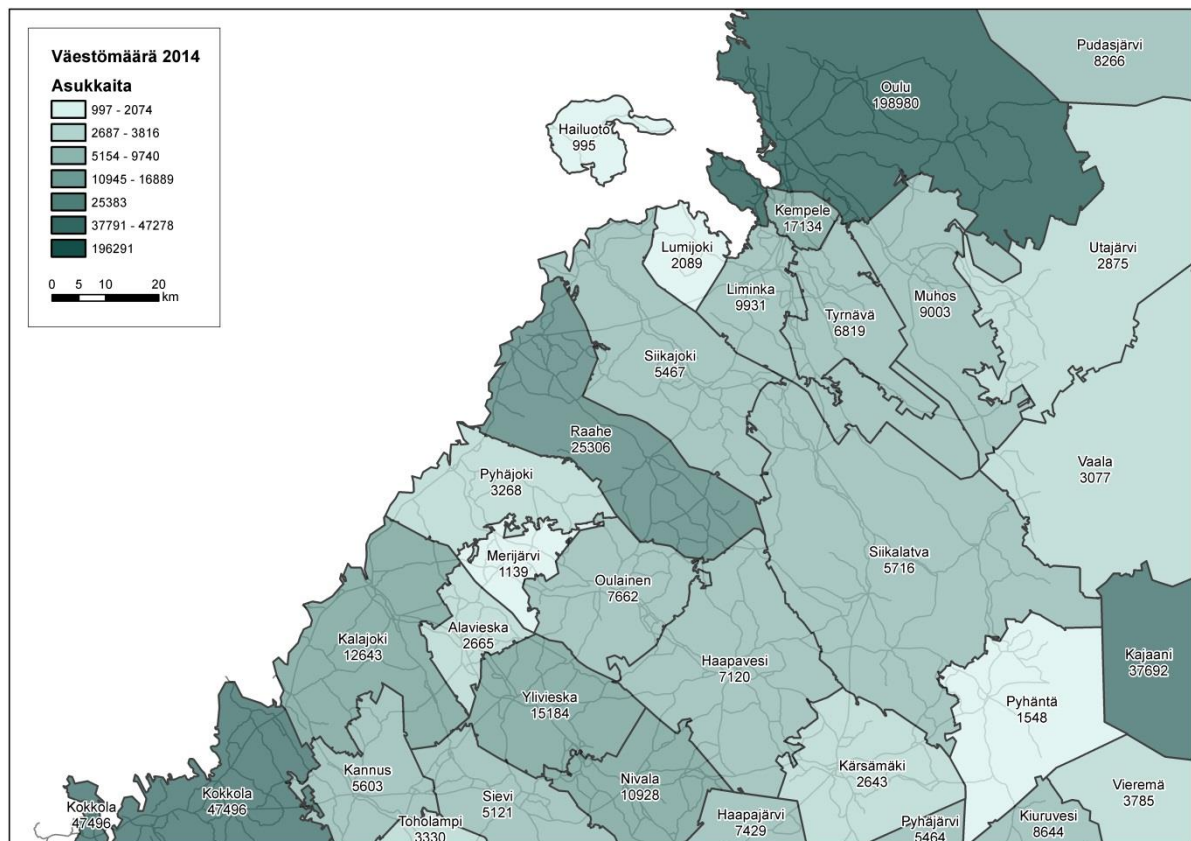 Väestömäärä 2014
Asukkaita
997 - 2074
2687 - 3816
5154 - 9740
10945 - 16889
25383
37791 - 47278
196291
0 5 10 20
km
Pudasjärvi
8266
Oulu
198980
Hailuoto
995
Kempele
17134
Lumijoki
2089
Utajärvi
2875
Liminka
9931
Tyrnävä
6819
Muhos
9003
Siikajoki
5467
Raahe
25306
Vaala
3077
Pyhäjoki
3268
Merijärvi
1139
Siikalatva
5716
Oulainen
7662
Alavieska
2665
Kalajoki
12643
Haapavesi
7120
Kajaani
37692
Ylivieska
15184
Pyhäntä
1548
Kannus
5603
Kärsämäki
2643
Nivala
10928
Sievi
5121
Vieremä
3785
Kokkola
47496
Kokkola
47496
Toholampi
3330
Haapajärvi
7429
Pyhäjärvi
5464
Kiuruvesi
8644